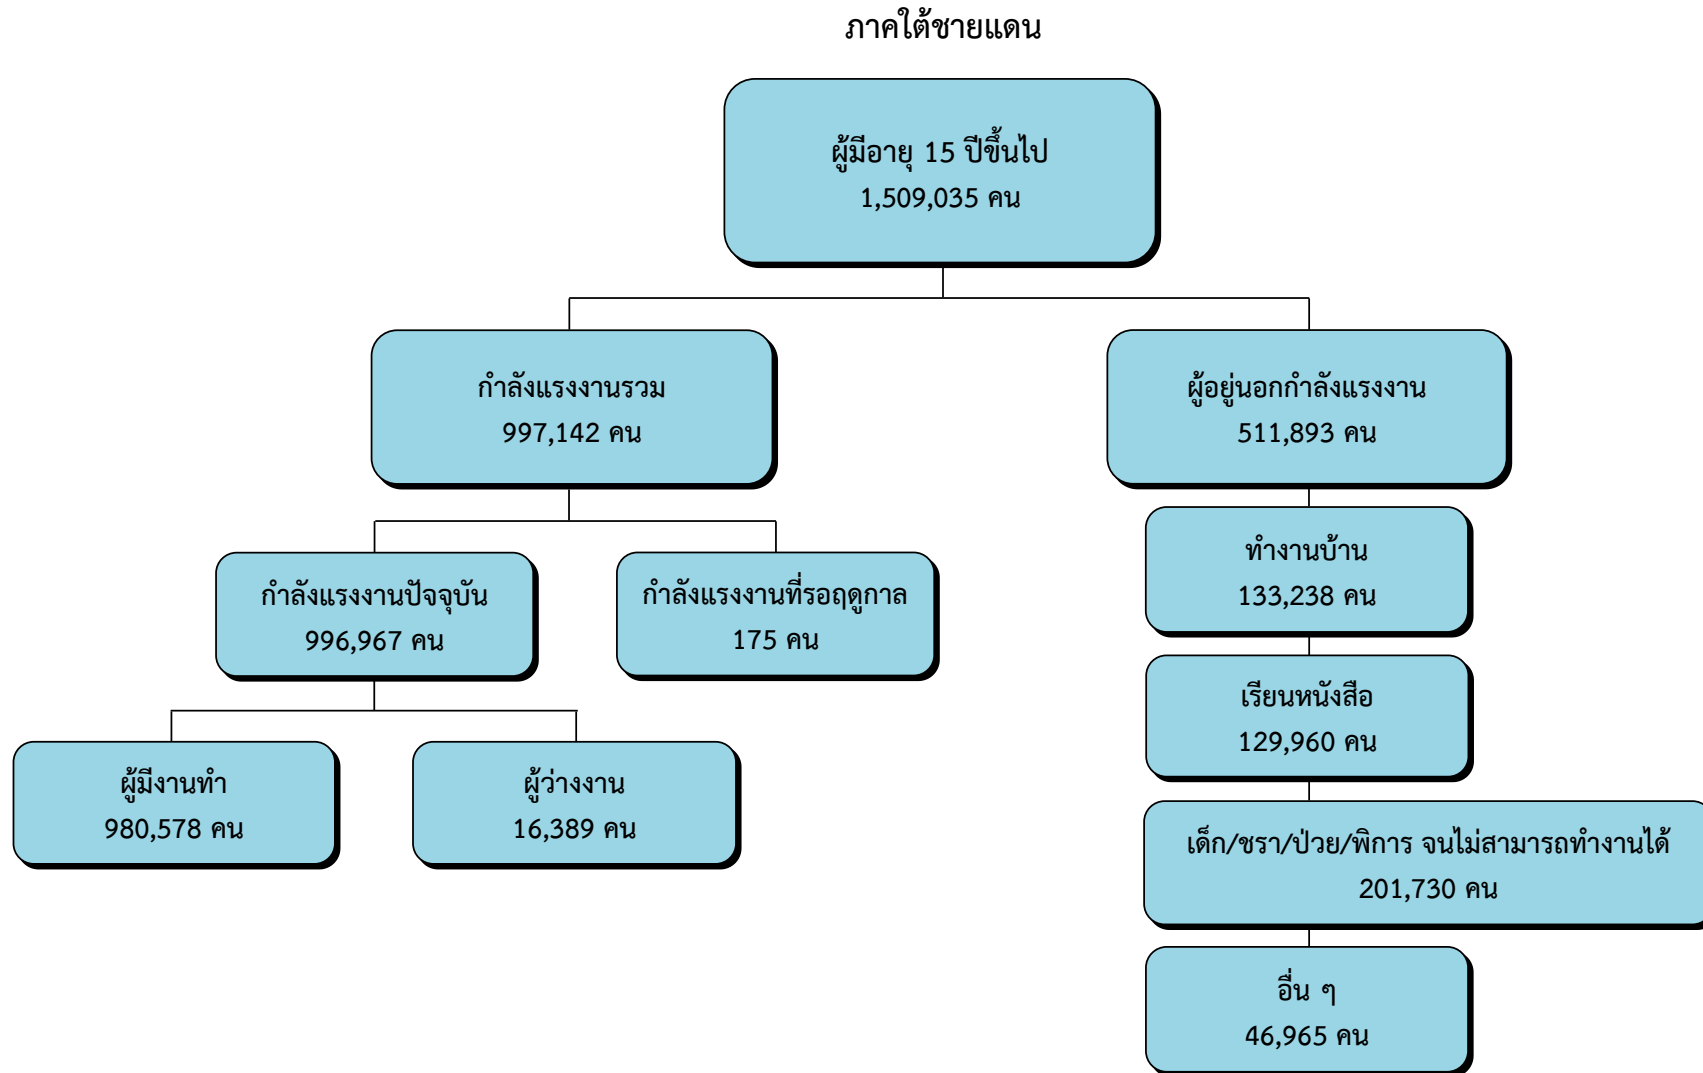 ภาคใต้ชายแดน
ผู้มีอายุ 15 ปีขึ้นไป
1,509,035 คน
กำลังแรงงานรวม
997,142 คน
ผู้อยู่นอกกำลังแรงงาน
511,893 คน
กำลังแรงงานปัจจุบัน
996,967 คน
กำลังแรงงานที่รอฤดูกาล
175 คน
ผู้มีงานทำ
980,578 คน
ผู้ว่างงาน
16,389 คน
ทำงานบ้าน
133,238 คน
เรียนหนังสือ
129,960 คน
เด็ก/ชรา/ป่วย/พิการ จนไม่สามารถทำงานได้
201,730 คน
อื่น ๆ
46,965 คน